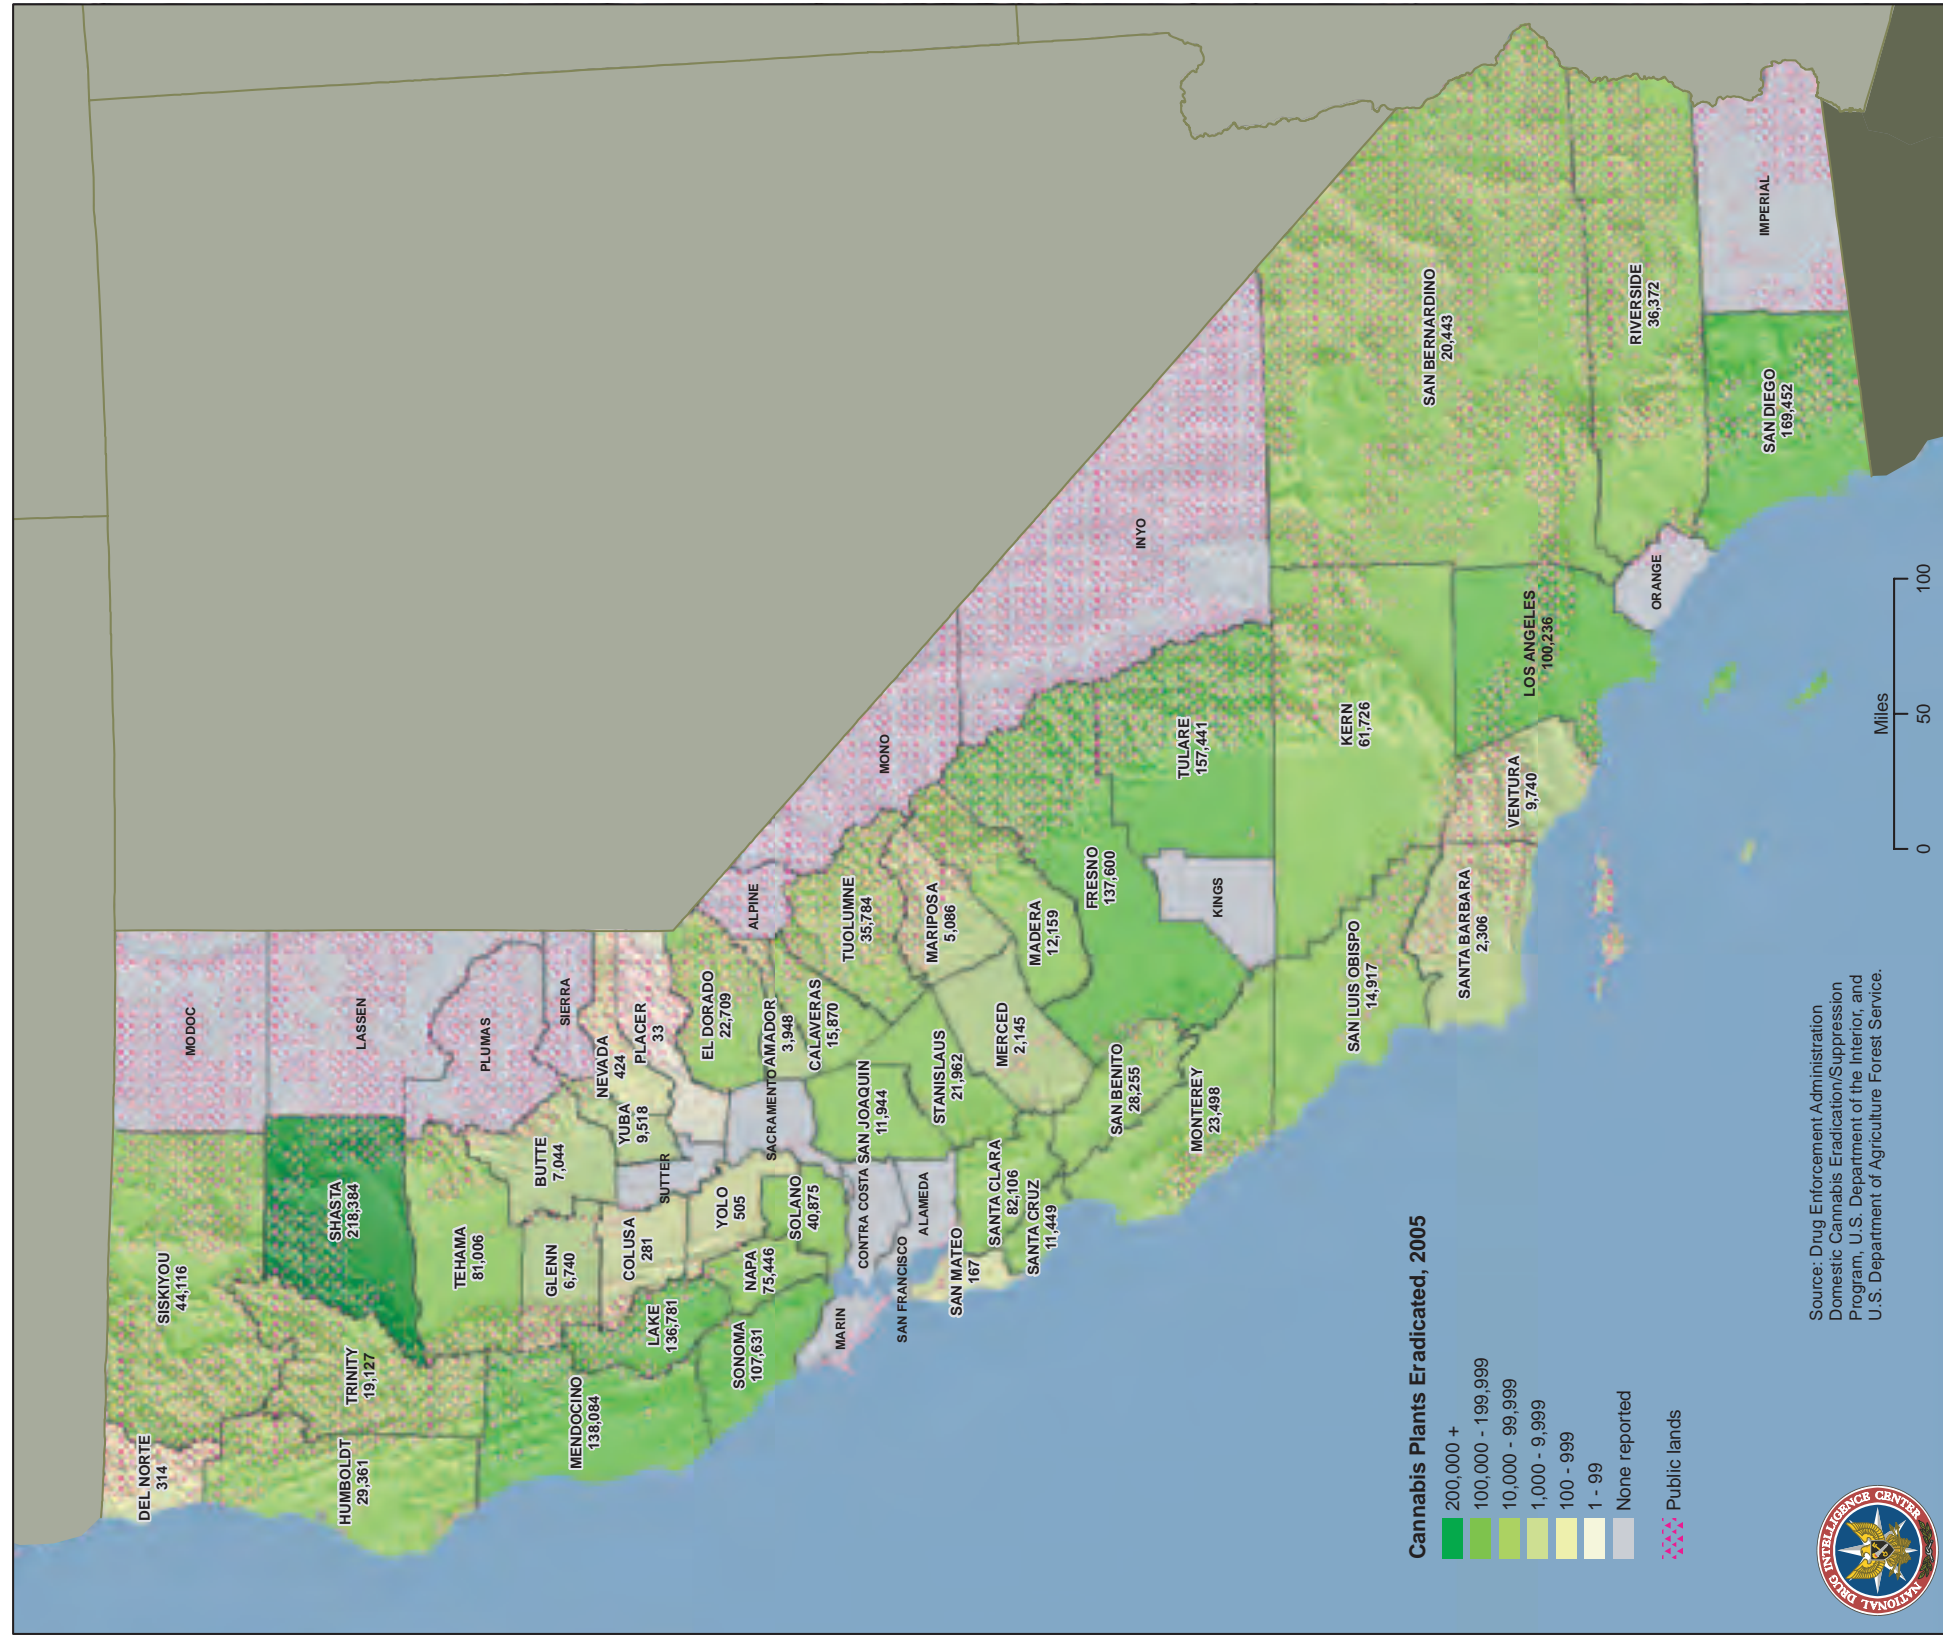 DEL NORTE
314
SISKIYOU
44,116
MODOC
HUMBOLDT
29,361
TRINITY
19,127
SHASTA
218,384
LASSEN
TEHAMA
81,006
PLUMAS
MENDOCINO
138,084
GLENN
6,740
BUTTE
7,044
SIERRA
COLUSA
281
YUBA
9,518
NEVADA
424
PLACER
33
SUTTER
LAKE
136,781
SONOMA
107,631
NAPA
75,446
YOLO
505
EL DORADO
22,709
ALPINE
SOLANO
40,875
SACRAMENTO
AMADOR
3,948
CALAVERAS
15,870
TUOLUMNE
35,784
MONO
MARIN
CONTRA COSTA
SAN JOAQUIN
11,944
SAN FRANCISCO
ALAMEDA
STANISLAUS
21,962
MARIPOSA
5,086
SAN MATEO
167
SANTA CLARA
82,106
MERCED
2,145
MADERA
12,159
SANTA CRUZ
11,449
SAN BENITO
28,255
FRESNO
137,600
INYO
MONTEREY
23,498
KINGS
TULARE
157,441
SAN LUIS OBISPO
14,917
KERN
61,726
SAN BERNARDINO
20,443
SANTA BARBARA
2,306
VENTURA
9,740
LOS ANGELES
100,236
ORANGE
RIVERSIDE
36,372
SAN DIEGO
169,452
IMPERIAL
Cannabis Plants Eradicated, 2005
200,000 +
100,000 - 199,999
10,000 - 99,999
1,000 - 9,999
100 - 999
1 - 99
None reported
Public lands
Source: Drug Enforcement Administration
Domestic Cannabis Eradication/Suppression
Program, U.S. Department of the Interior, and
U.S. Department of Agriculture Forest Service.
Miles
0 50 100
NATIONAL DRUG INTELLIGENCE CENTER